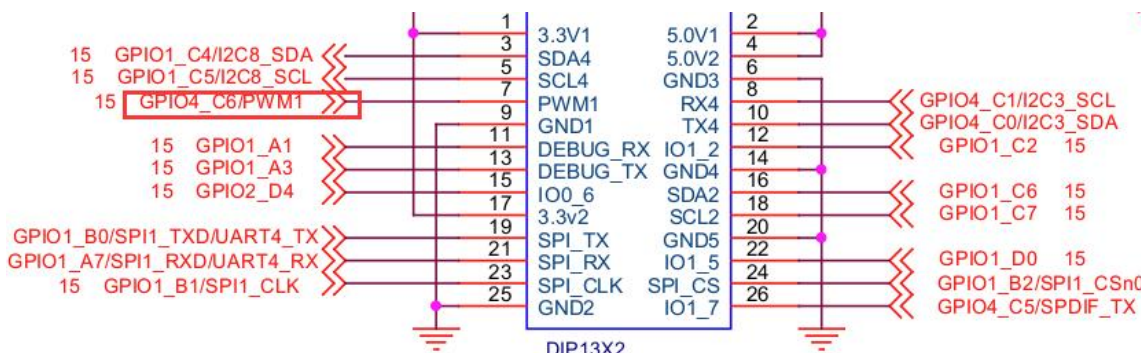 1 3.3V1 5.0V1 2
15 GPIO1_C4/I2C8_SDA 3 SDA4 5.0V2 4
15 GPIO1_C5/I2C8_SCL 5 SCL4 GND3 6
15 GPIO4_C6/PWM1 7 PWM1 RX4 8 GPIO4_C1/I2C3_SCL
9 GND1 TX4 10 GPIO4_C0/I2C3_SDA
15 GPIO1_A1 11 DEBUG_RX IO1_2 12 GPIO1_C2 15
15 GPIO1_A3 13 DEBUG_TX GND4 14
15 GPIO2_D4 15 IO0_6 SDA2 16 GPIO1_C6 15
17 3.3v2 SCL2 18 GPIO1_C7 15
GPIO1_B0/SPI1_TXD/UART4_TX 19 SPI_TX GND5 20
GPIO1_A7/SPI1_RXD/UART4_RX 21 SPI_RX IO1_5 22 GPIO1_D0 15
15 GPIO1_B1/SPI1_CLK 23 SPI_CLK SPI_CS 24 GPIO1_B2/SPI1_CSn0
25 GND2 IO1_7 26 GPIO4_C5/SPDIF_TX
DIP13X2